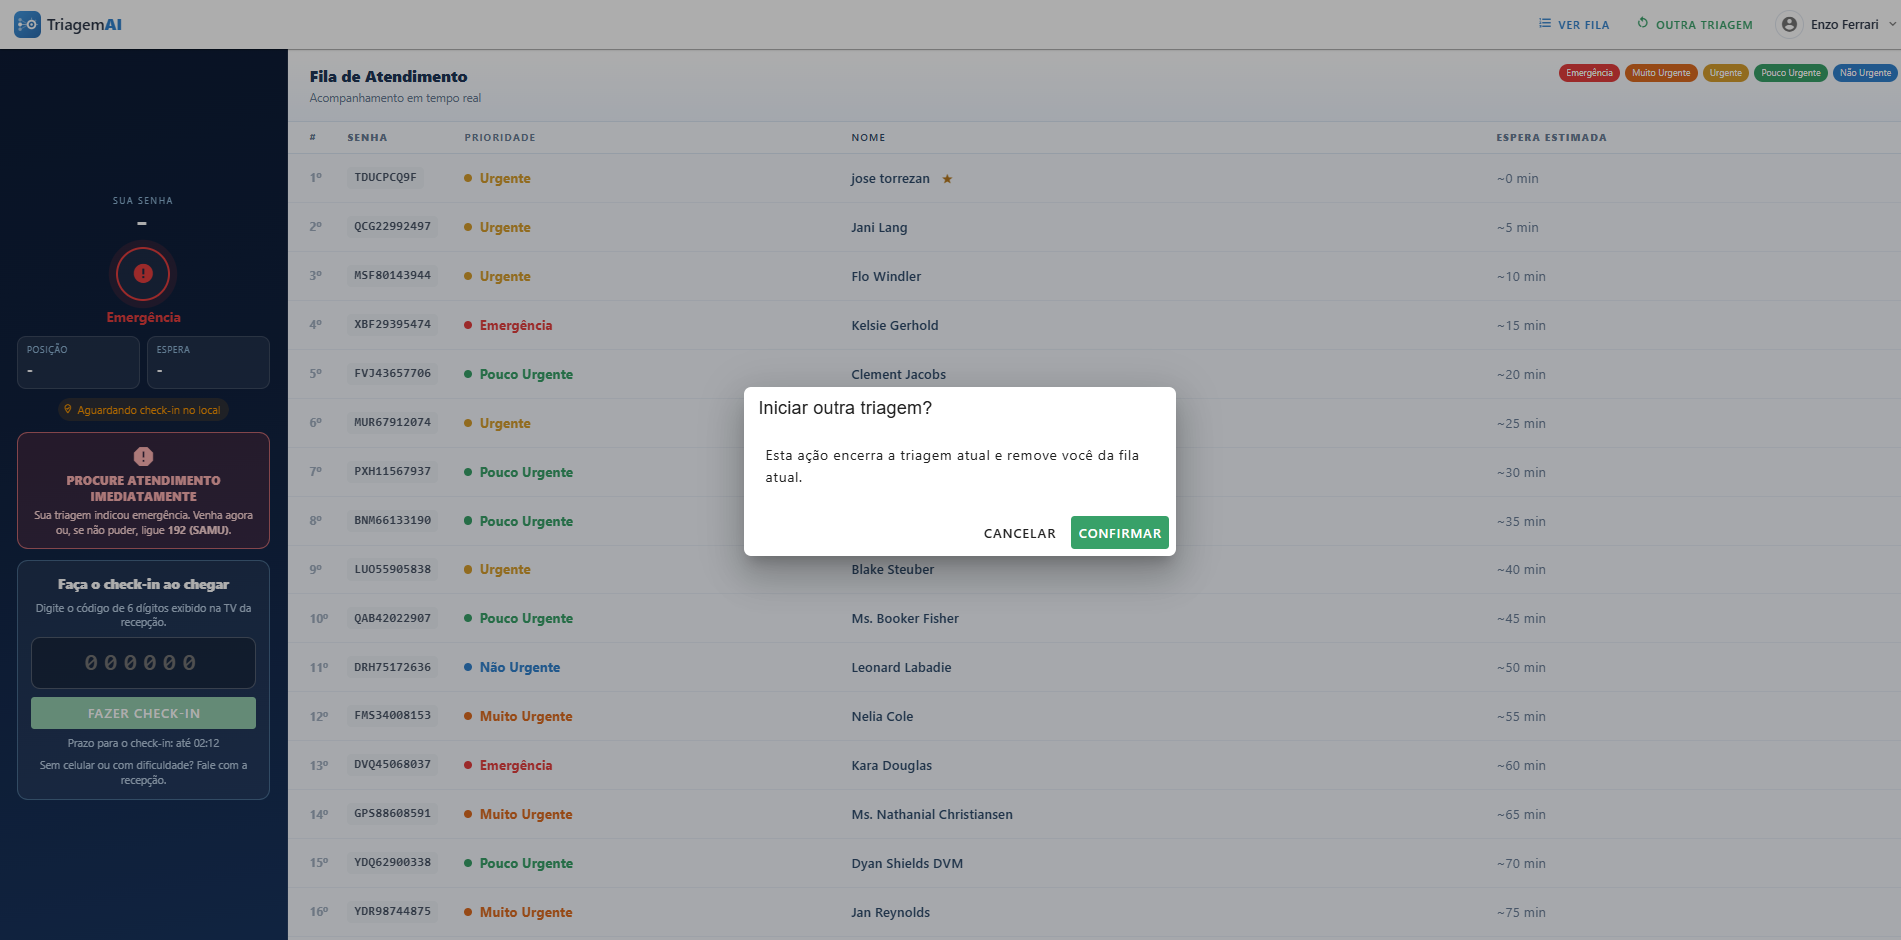 TriagemAI
VER FILA
OUTRA TRIAGEM
Enzo Ferrari
SUA SENHA
-
Emergência
POSIÇÃO
-
ESPERA
-
Aguardando check-in no local
PROCURE ATENDIMENTO
IMEDIATAMENTE
Sua triagem indicou emergência. Venha agora
ou, se não puder, ligue 192 (SAMU).
Faça o check-in ao chegar
Digite o código de 6 dígitos exibido na TV da
recepção.
000000
FAZER CHECK-IN
Prazo para o check-in: até 02:12
Sem celular ou com dificuldade? Fale com a
recepção.
Fila de Atendimento
Acompanhamento em tempo real
Emergência Muito Urgente Urgente Pouco Urgente Não Urgente
# SENHA PRIORIDADE NOME ESPERA ESTIMADA
1º TDUCPCQ9F Urgente jose torrezan ★ ~0 min
2º QCG22992497 Urgente Jani Lang ~5 min
3º MSF80143944 Urgente Flo Windler ~10 min
4º XBF29395474 Emergência Kelsie Gerhold ~15 min
5º FVJ43657706 Pouco Urgente Clement Jacobs ~20 min
6º MUR67912074 Urgente ~25 min
7º PXH11567937 Pouco Urgente ~30 min
8º BNM66133190 Pouco Urgente ~35 min
9º LUO55905838 Urgente Blake Steuber ~40 min
10º QAB42022907 Pouco Urgente Ms. Booker Fisher ~45 min
11º DRH75172636 Não Urgente Leonard Labadie ~50 min
12º FMS34008153 Muito Urgente Nelia Cole ~55 min
13º DVQ45068037 Emergência Kara Douglas ~60 min
14º GPS88608591 Muito Urgente Ms. Nathanial Christiansen ~65 min
15º YDQ62900338 Pouco Urgente Dyan Shields DVM ~70 min
16º YDR98744875 Muito Urgente Jan Reynolds ~75 min
Iniciar outra triagem?
Esta ação encerra a triagem atual e remove você da fila
atual.
CANCELAR
CONFIRMAR